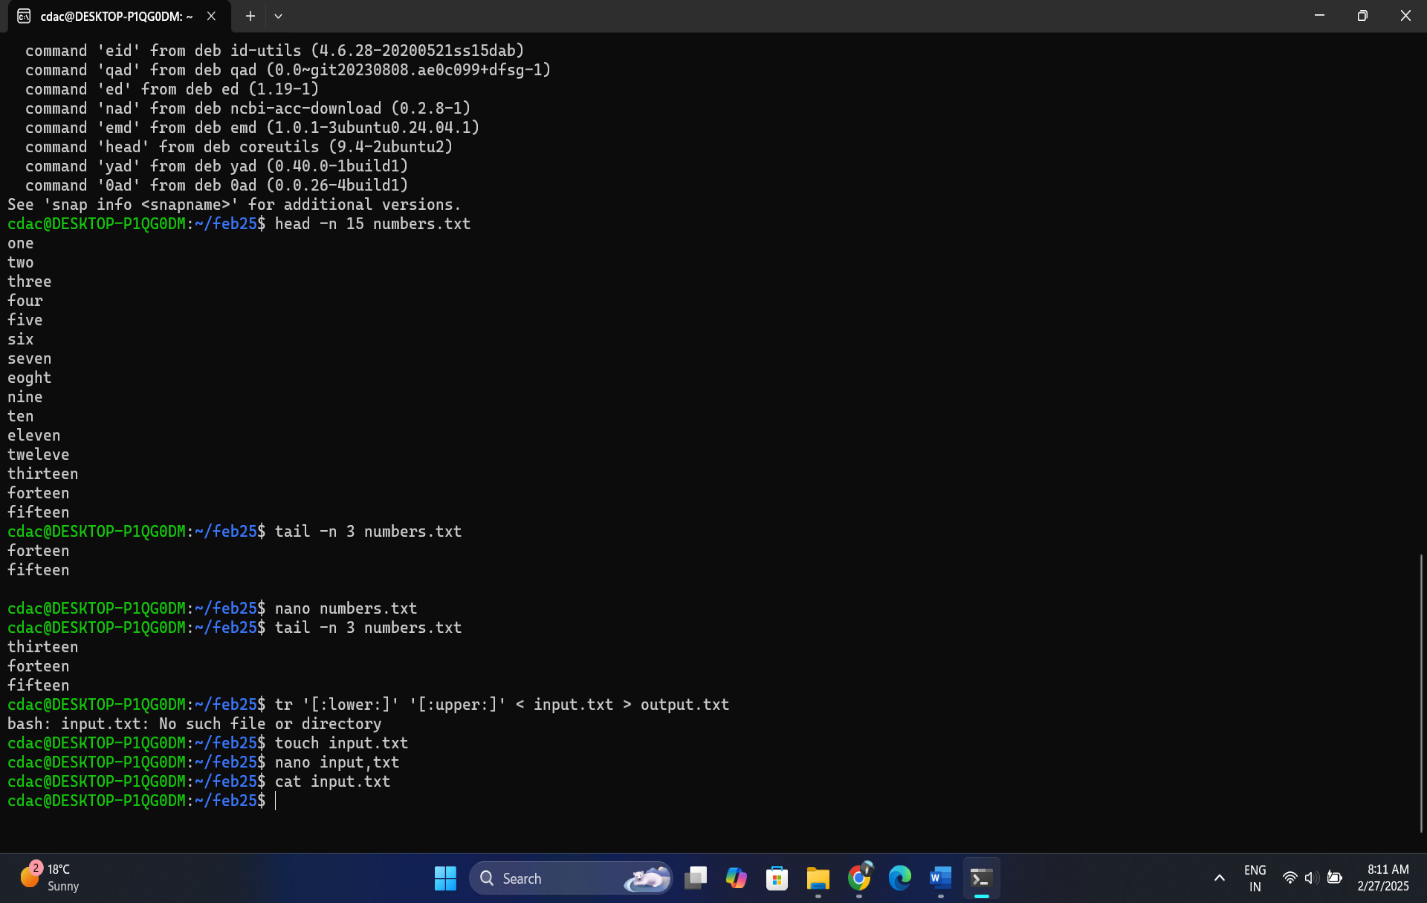 cdac@DESKTOP-P1QG0DM: ~
command 'eid' from deb id-utils (4.6.28-20200521ss15dab)
command 'qad' from deb qad (0.0~git20230808.ae0c099+dfsg-1)
command 'ed' from deb ed (1.19-1)
command 'nad' from deb ncbi-acc-download (0.2.8-1)
command 'emd' from deb emd (1.0.1-3ubuntu0.24.04.1)
command 'head' from deb coreutils (9.4-2ubuntu2)
command 'yad' from deb yad (0.40.0-1build1)
command '0ad' from deb 0ad (0.0.26-4build1)
See 'snap info <snapname>' for additional versions.
cdac@DESKTOP-P1QG0DM:~/feb25$ head -n 15 numbers.txt
one
two
three
four
five
six
seven
eoght
nine
ten
eleven
tweleve
thirteen
forteen
fifteen
cdac@DESKTOP-P1QG0DM:~/feb25$ tail -n 3 numbers.txt
forteen
fifteen
cdac@DESKTOP-P1QG0DM:~/feb25$ nano numbers.txt
cdac@DESKTOP-P1QG0DM:~/feb25$ tail -n 3 numbers.txt
thirteen
forteen
fifteen
cdac@DESKTOP-P1QG0DM:~/feb25$ tr '[:lower:]' '[:upper:]' < input.txt > output.txt
bash: input.txt: No such file or directory
cdac@DESKTOP-P1QG0DM:~/feb25$ touch input.txt
cdac@DESKTOP-P1QG0DM:~/feb25$ nano input,txt
cdac@DESKTOP-P1QG0DM:~/feb25$ cat input.txt
cdac@DESKTOP-P1QG0DM:~/feb25$
2
18°C
Sunny
Search
ENG
IN
8:11 AM
2/27/2025